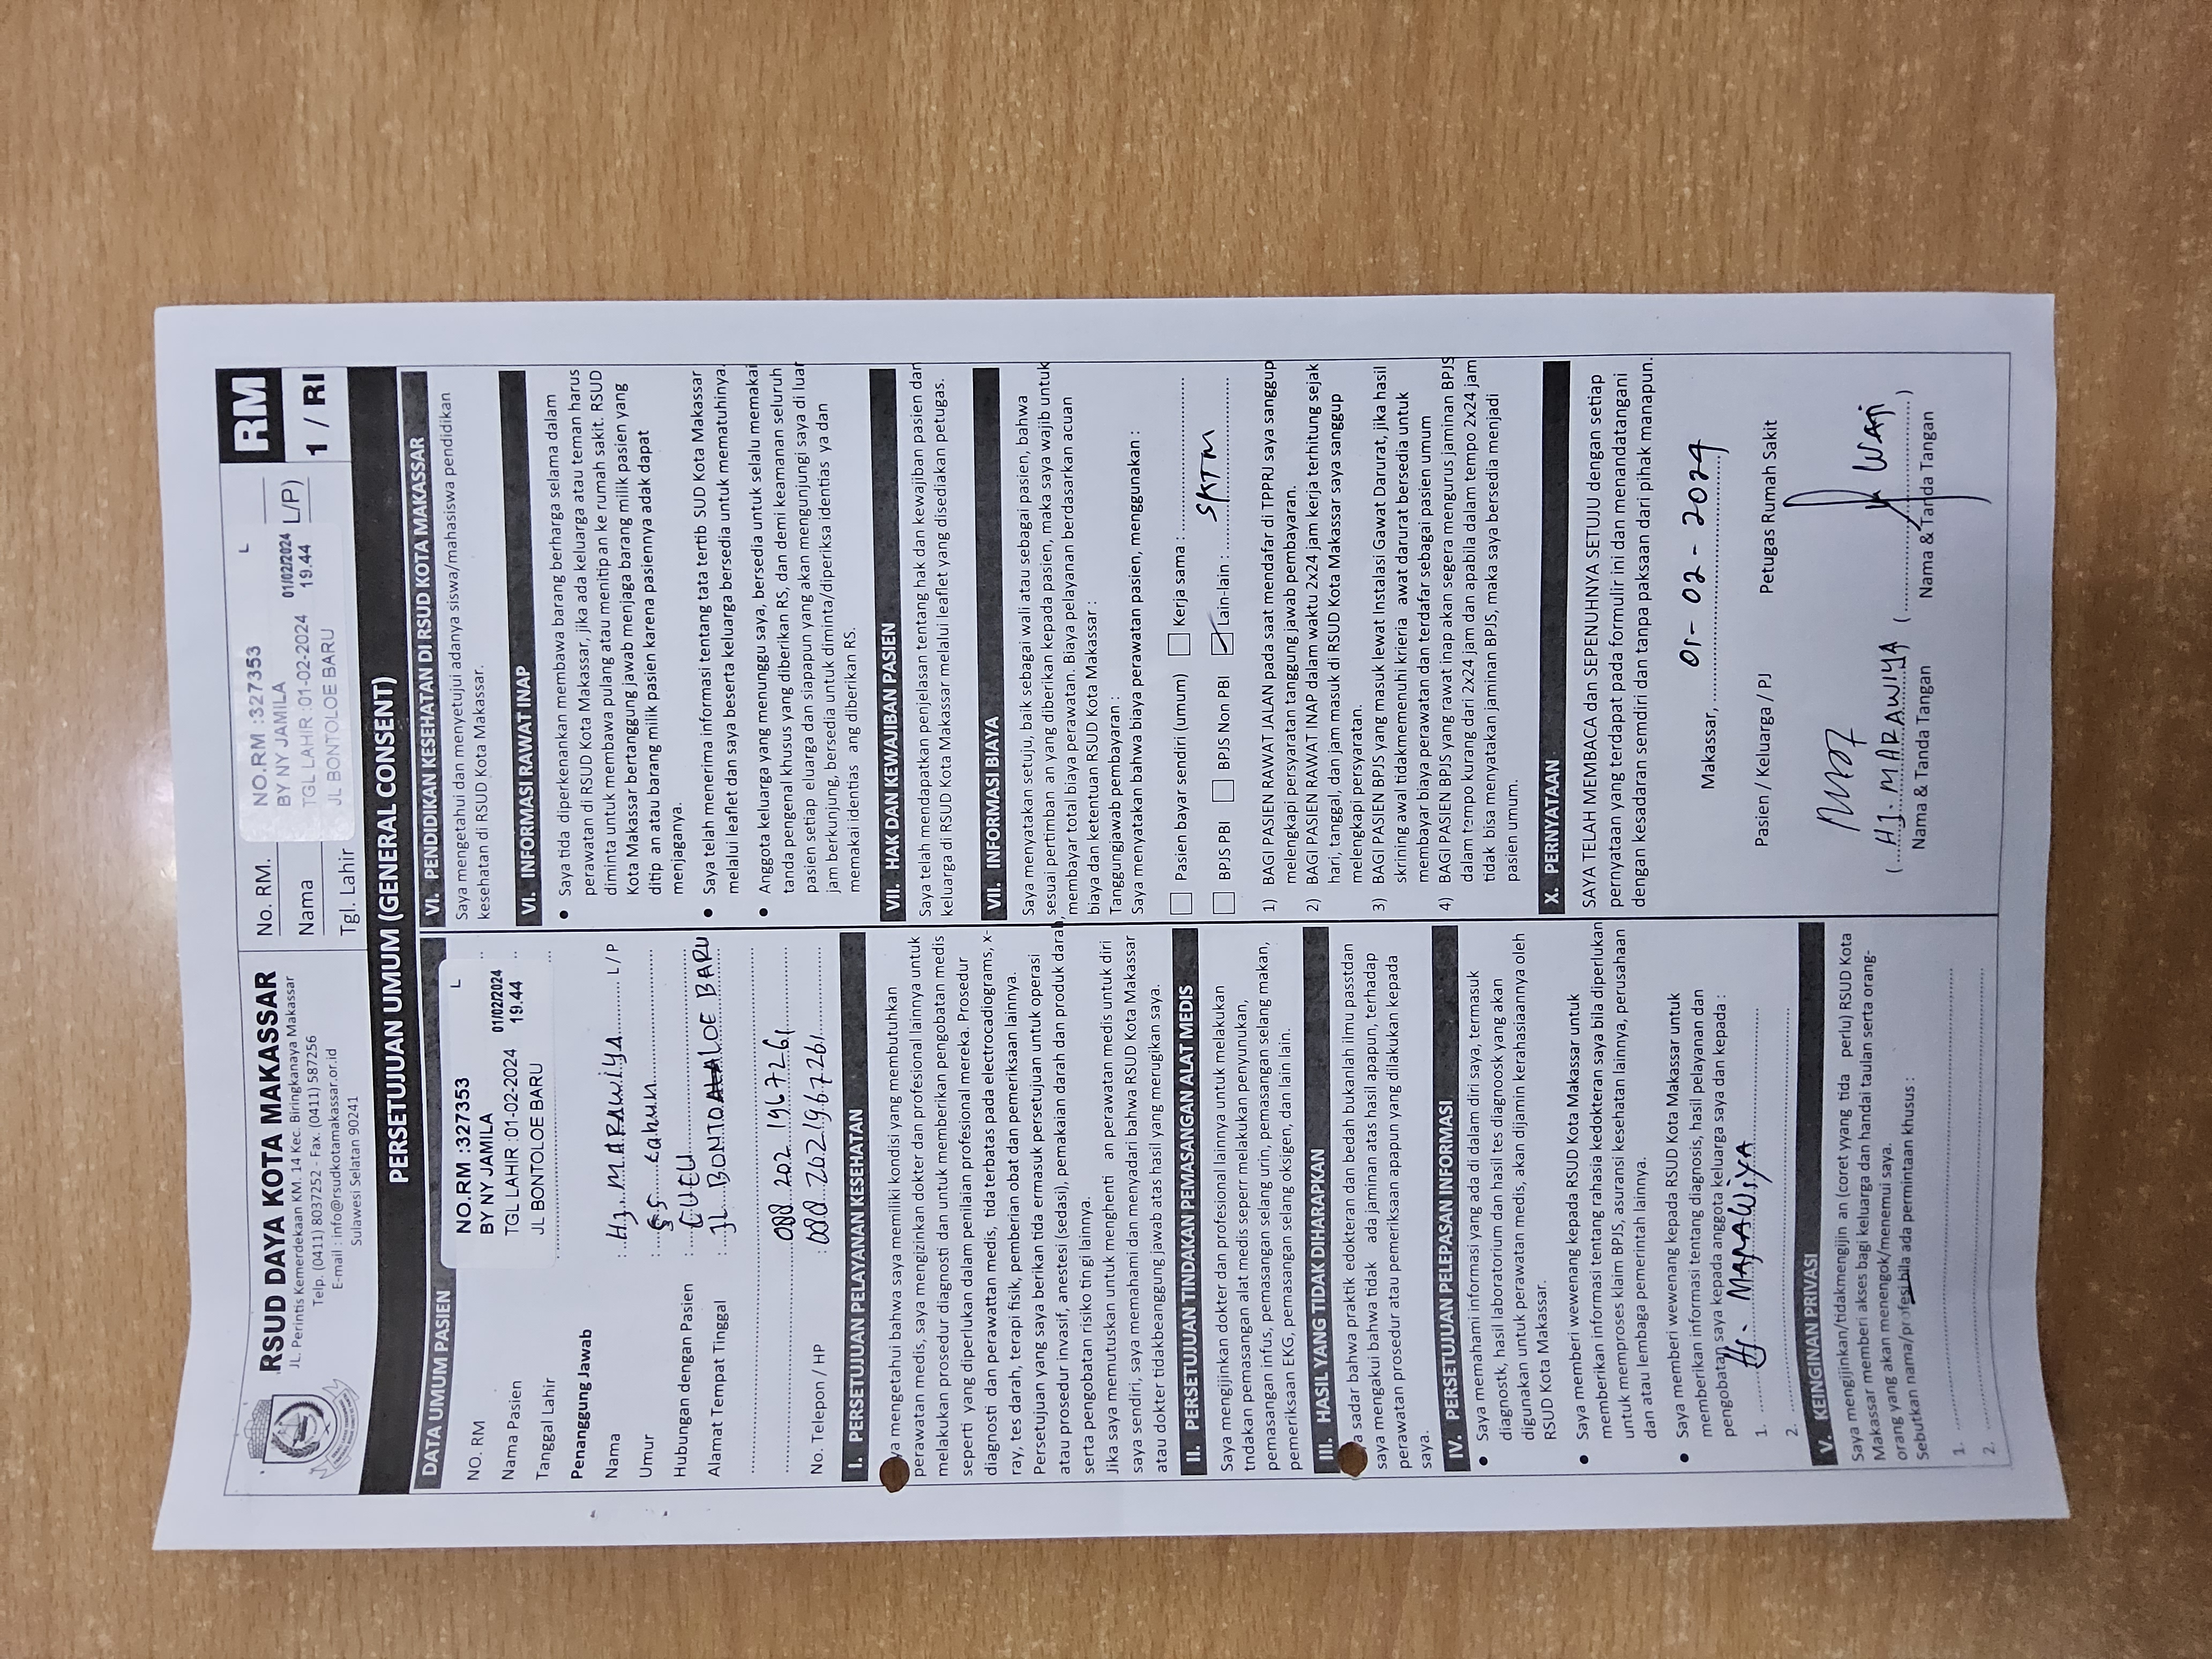 RSUD DAYA KOTA MAKASSAR
JL. Perintis Kemerdekaan KM. 14 Kec. Biringkanaya Makassar
Telp. (0411) 8037252 - Fax. (0411) 587256
E-mail : info@rsudkotamakassar.or.id
Sulawesi Selatan 90241
No. RM.
Nama
Tgl. Lahir
NO.RM :327353 L
BY NY JAMILA
TGL LAHIR :01-02-2024 01/02/2024 19.44
JL BONTOLOE BARU
L/P)
RM
1 / RI
PERSETUJUAN UMUM (GENERAL CONSENT)
DATA UMUM PASIEN
NO. RM
Nama Pasien
Tanggal Lahir
NO.RM :327353 L
BY NY JAMILA
TGL LAHIR :01-02-2024 01/02/2024 19.44
JL BONTOLOE BARU
Penanggung Jawab
Nama : Hj. MARAWIYA L / P
Umur : 55 tahun
Hubungan dengan Pasien : CUCU
Alamat Tempat Tinggal : JL BONTOLOE BARU
088 202 1967261
No. Telepon / HP : 088 2021967261
I. PERSETUJUAN PELAYANAN KESEHATAN
ya mengetahui bahwa saya memiliki kondisi yang membutuhkan
perawatan medis, saya mengizinkan dokter dan profesional lainnya untuk
melakukan prosedur diagnosti dan untuk memberikan pengobatan medis
seperti yang diperlukan dalam penilaian profesional mereka. Prosedur
diagnosti dan perawattan medis, tida terbatas pada electrocadiograms, x-
ray, tes darah, terapi fisik, pemberian obat dan pemeriksaan lainnya.
Persetujuan yang saya berikan tida ermasuk persetujuan untuk operasi
atau prosedur invasif, anestesi (sedasi), pemakaian darah dan produk darah,
serta pengobatan risiko tin gi lainnya.
Jika saya memutuskan untuk menghenti an perawatan medis untuk diri
saya sendiri, saya memahami dan menyadari bahwa RSUD Kota Makassar
atau dokter tidakbeanggung jawab atas hasil yang merugikan saya.
II. PERSETUJUAN TINDAKAN PEMASANGAN ALAT MEDIS
Saya mengijinkan dokter dan profesional lainnya untuk melakukan
tndakan pemasangan alat medis seperr melakukan penyunukan,
pemasangan infus, pemasangan selang urin, pemasangan selang makan,
pemeriksaan EKG, pemasangan selang oksigen, dan lain lain.
III. HASIL YANG TIDAK DIHARAPKAN
a sadar bahwa praktik edokteran dan bedah bukanlah ilmu passtdan
saya mengakui bahwa tidak ada jaminan atas hasil apapun, terhadap
perawatan prosedur atau pemeriksaan apapun yang dilakukan kepada
saya.
IV. PERSETUJUAN PELEPASAN INFORMASI
• Saya memahami informasi yang ada di dalam diri saya, termasuk
diagnostk, hasil laboratorium dan hasil tes diagnoosk yang akan
digunakan untuk perawatan medis, akan dijamin kerahasiaannya oleh
RSUD Kota Makassar.
• Saya memberi wewenang kepada RSUD Kota Makassar untuk
memberikan informasi tentang rahasia kedokteran saya bila diperlukan
untuk memproses klaim BPJS, asuransi kesehatan lainnya, perusahaan
dan atau lembaga pemerintah lainnya.
• Saya memberi wewenang kepada RSUD Kota Makassar untuk
memberikan informasi tentang diagnosis, hasil pelayanan dan
pengobatan saya kepada anggota keluarga saya dan kepada :
1. Hj. MARAWIYA
2.
V. KEINGINAN PRIVASI
Saya mengijinkan/tidakmengijin an (coret yyang tida perlu) RSUD Kota
Makassar memberi akses bagi keluarga dan handai taulan serta orang-
orang yang akan menengok/menemui saya.
Sebutkan nama/profesi bila ada permintaan khusus :
1.
2.
VI. PENDIDIKAN KESEHATAN DI RSUD KOTA MAKASSAR
Saya mengetahui dan menyetujui adanya siswa/mahasiswa pendidikan
kesehatan di RSUD Kota Makassar.
VI. INFORMASI RAWAT INAP
• Saya tida diperkenankan membawa barang berharga selama dalam
perawatan di RSUD Kota Makassar, jika ada keluarga atau teman harus
diminta untuk membawa pulang atau menitip an ke rumah sakit. RSUD
Kota Makassar bertanggung jawab menjaga barang milik pasien yang
ditip an atau barang milik pasien karena pasiennya adak dapat
menjaganya.
• Saya telah menerima informasi tentang tata tertib SUD Kota Makassar
melalui leaflet dan saya beserta keluarga bersedia untuk mematuhinya.
• Anggota keluarga yang menunggu saya, bersedia untuk selalu memakai
tanda pengenal khusus yang diberikan RS, dan demi keamanan seluruh
pasien setiap eluarga dan siapapun yang akan mengunjungi saya di luar
jam berkunjung, bersedia untuk diminta/diperiksa identias ya dan
memakai identias ang diberikan RS.
VII. HAK DAN KEWAJIBAN PASIEN
Saya telah mendapatkan penjelasan tentang hak dan kewajiban pasien dan
keluarga di RSUD Kota Makassar melalui leaflet yang disediakan petugas.
VII. INFORMASI BIAYA
Saya menyatakan setuju, baik sebagai wali atau sebagai pasien, bahwa
sesuai pertimban an yang diberikan kepada pasien, maka saya wajib untuk
membayar total biaya perawatan. Biaya pelayanan berdasarkan acuan
biaya dan ketentuan RSUD Kota Makassar :
Tanggungjawab pembayaran :
Saya menyatakan bahwa biaya perawatan pasien, menggunakan :
Pasien bayar sendiri (umum) Kerja sama :
BPJS PBI BPJS Non PBI Lain-lain : SKTM
1) BAGI PASIEN RAWAT JALAN pada saat mendafar di TPPRJ saya sanggup
melengkapi persyaratan tanggung jawab pembayaran.
2) BAGI PASIEN RAWAT INAP dalam waktu 2x24 jam kerja terhitung sejak
hari, tanggal, dan jam masuk di RSUD Kota Makassar saya sanggup
melengkapi persyaratan.
3) BAGI PASIEN BPJS yang masuk lewat Instalasi Gawat Darurat, jika hasil
skrining awal tidakmemenuhi krieria awat darurat bersedia untuk
membayar biaya perawatan dan terdafar sebagai pasien umum
4) BAGI PASIEN BPJS yang rawat inap akan segera mengurus jaminan BPJS
dalam tempo kurang dari 2x24 jam dan apabila dalam tempo 2x24 jam
tidak bisa menyatakan jaminan BPJS, maka saya bersedia menjadi
pasien umum.
X. PERNYATAAN
SAYA TELAH MEMBACA dan SEPENUHNYA SETUJU dengan setiap
pernyataan yang terdapat pada formulir ini dan menandatangani
dengan kesadaran semdiri dan tanpa paksaan dari pihak manapun.
Makassar, 01-02-2024
Pasien / Keluarga / PJ Petugas Rumah Sakit
( HJ. MARAWIYA ) ( )
Nama & Tanda Tangan Nama & Tanda Tangan